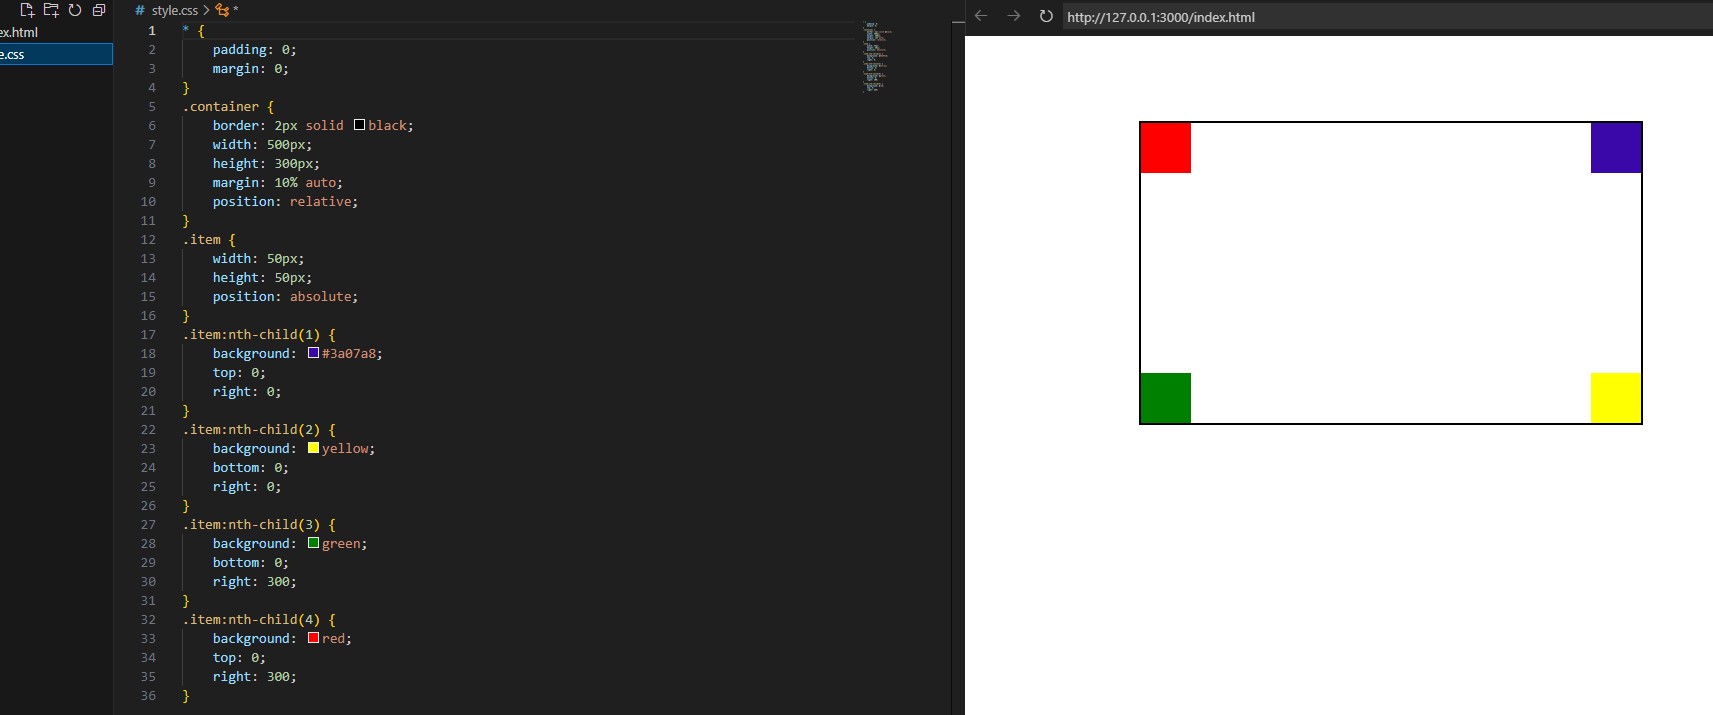 ex.html
e.css
# style.css > *
1 * {
2 padding: 0;
3 margin: 0;
4 }
5 .container {
6 border: 2px solid black;
7 width: 500px;
8 height: 300px;
9 margin: 10% auto;
10 position: relative;
11 }
12 .item {
13 width: 50px;
14 height: 50px;
15 position: absolute;
16 }
17 .item:nth-child(1) {
18 background: #3a07a8;
19 top: 0;
20 right: 0;
21 }
22 .item:nth-child(2) {
23 background: yellow;
24 bottom: 0;
25 right: 0;
26 }
27 .item:nth-child(3) {
28 background: green;
29 bottom: 0;
30 right: 300;
31 }
32 .item:nth-child(4) {
33 background: red;
34 top: 0;
35 right: 300;
36 }
http://127.0.0.1:3000/index.html